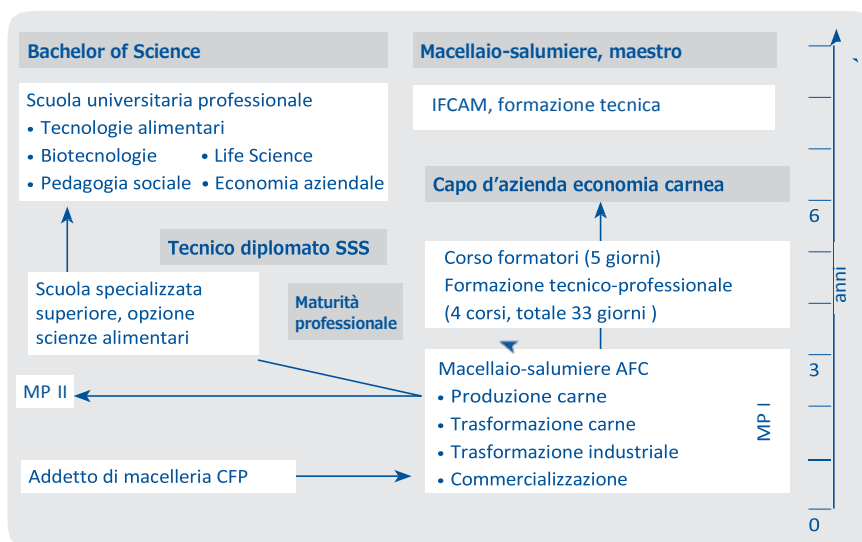 Bachelor of Science
Scuola universitaria professionale
• Tecnologie alimentari
• Biotecnologie • Life Science
• Pedagogia sociale • Economia aziendale
Tecnico diplomato SSS
Scuola specializzata
superiore, opzione
scienze alimentari
Maturità
professionale
MP II
Addetto di macelleria CFP
Macellaio-salumiere, maestro
IFCAM, formazione tecnica
Capo d'azienda economia carnea
Corso formatori (5 giorni)
Formazione tecnico-professionale
(4 corsi, totale 33 giorni )
Macellaio-salumiere AFC
• Produzione carne
• Trasformazione carne
• Trasformazione industriale
• Commercializzazione
MP I
6
anni
3
0